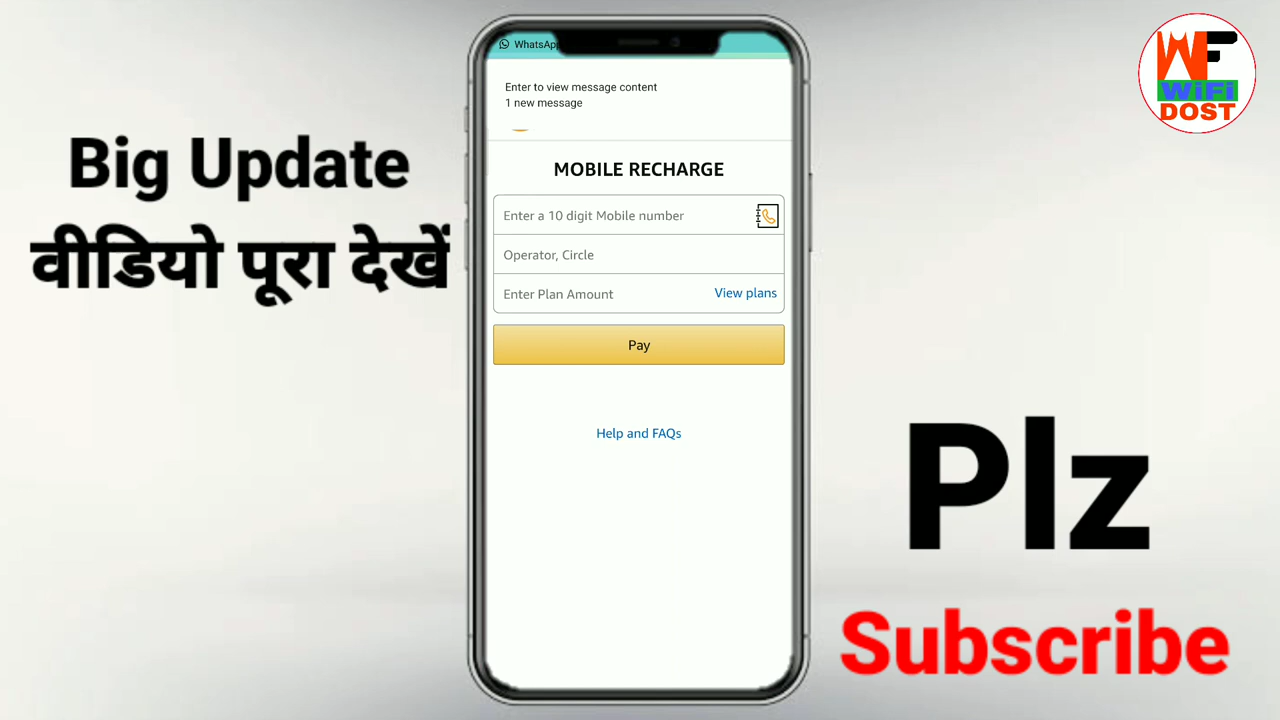 Big Update
वीडियो पूरा देखें
WhatsApp
Enter to view message content
1 new message
MOBILE RECHARGE
Enter a 10 digit Mobile number
Operator, Circle
Enter Plan Amount
View plans
Pay
Help and FAQs
WF
WiFi
DOST
Plz
Subscribe